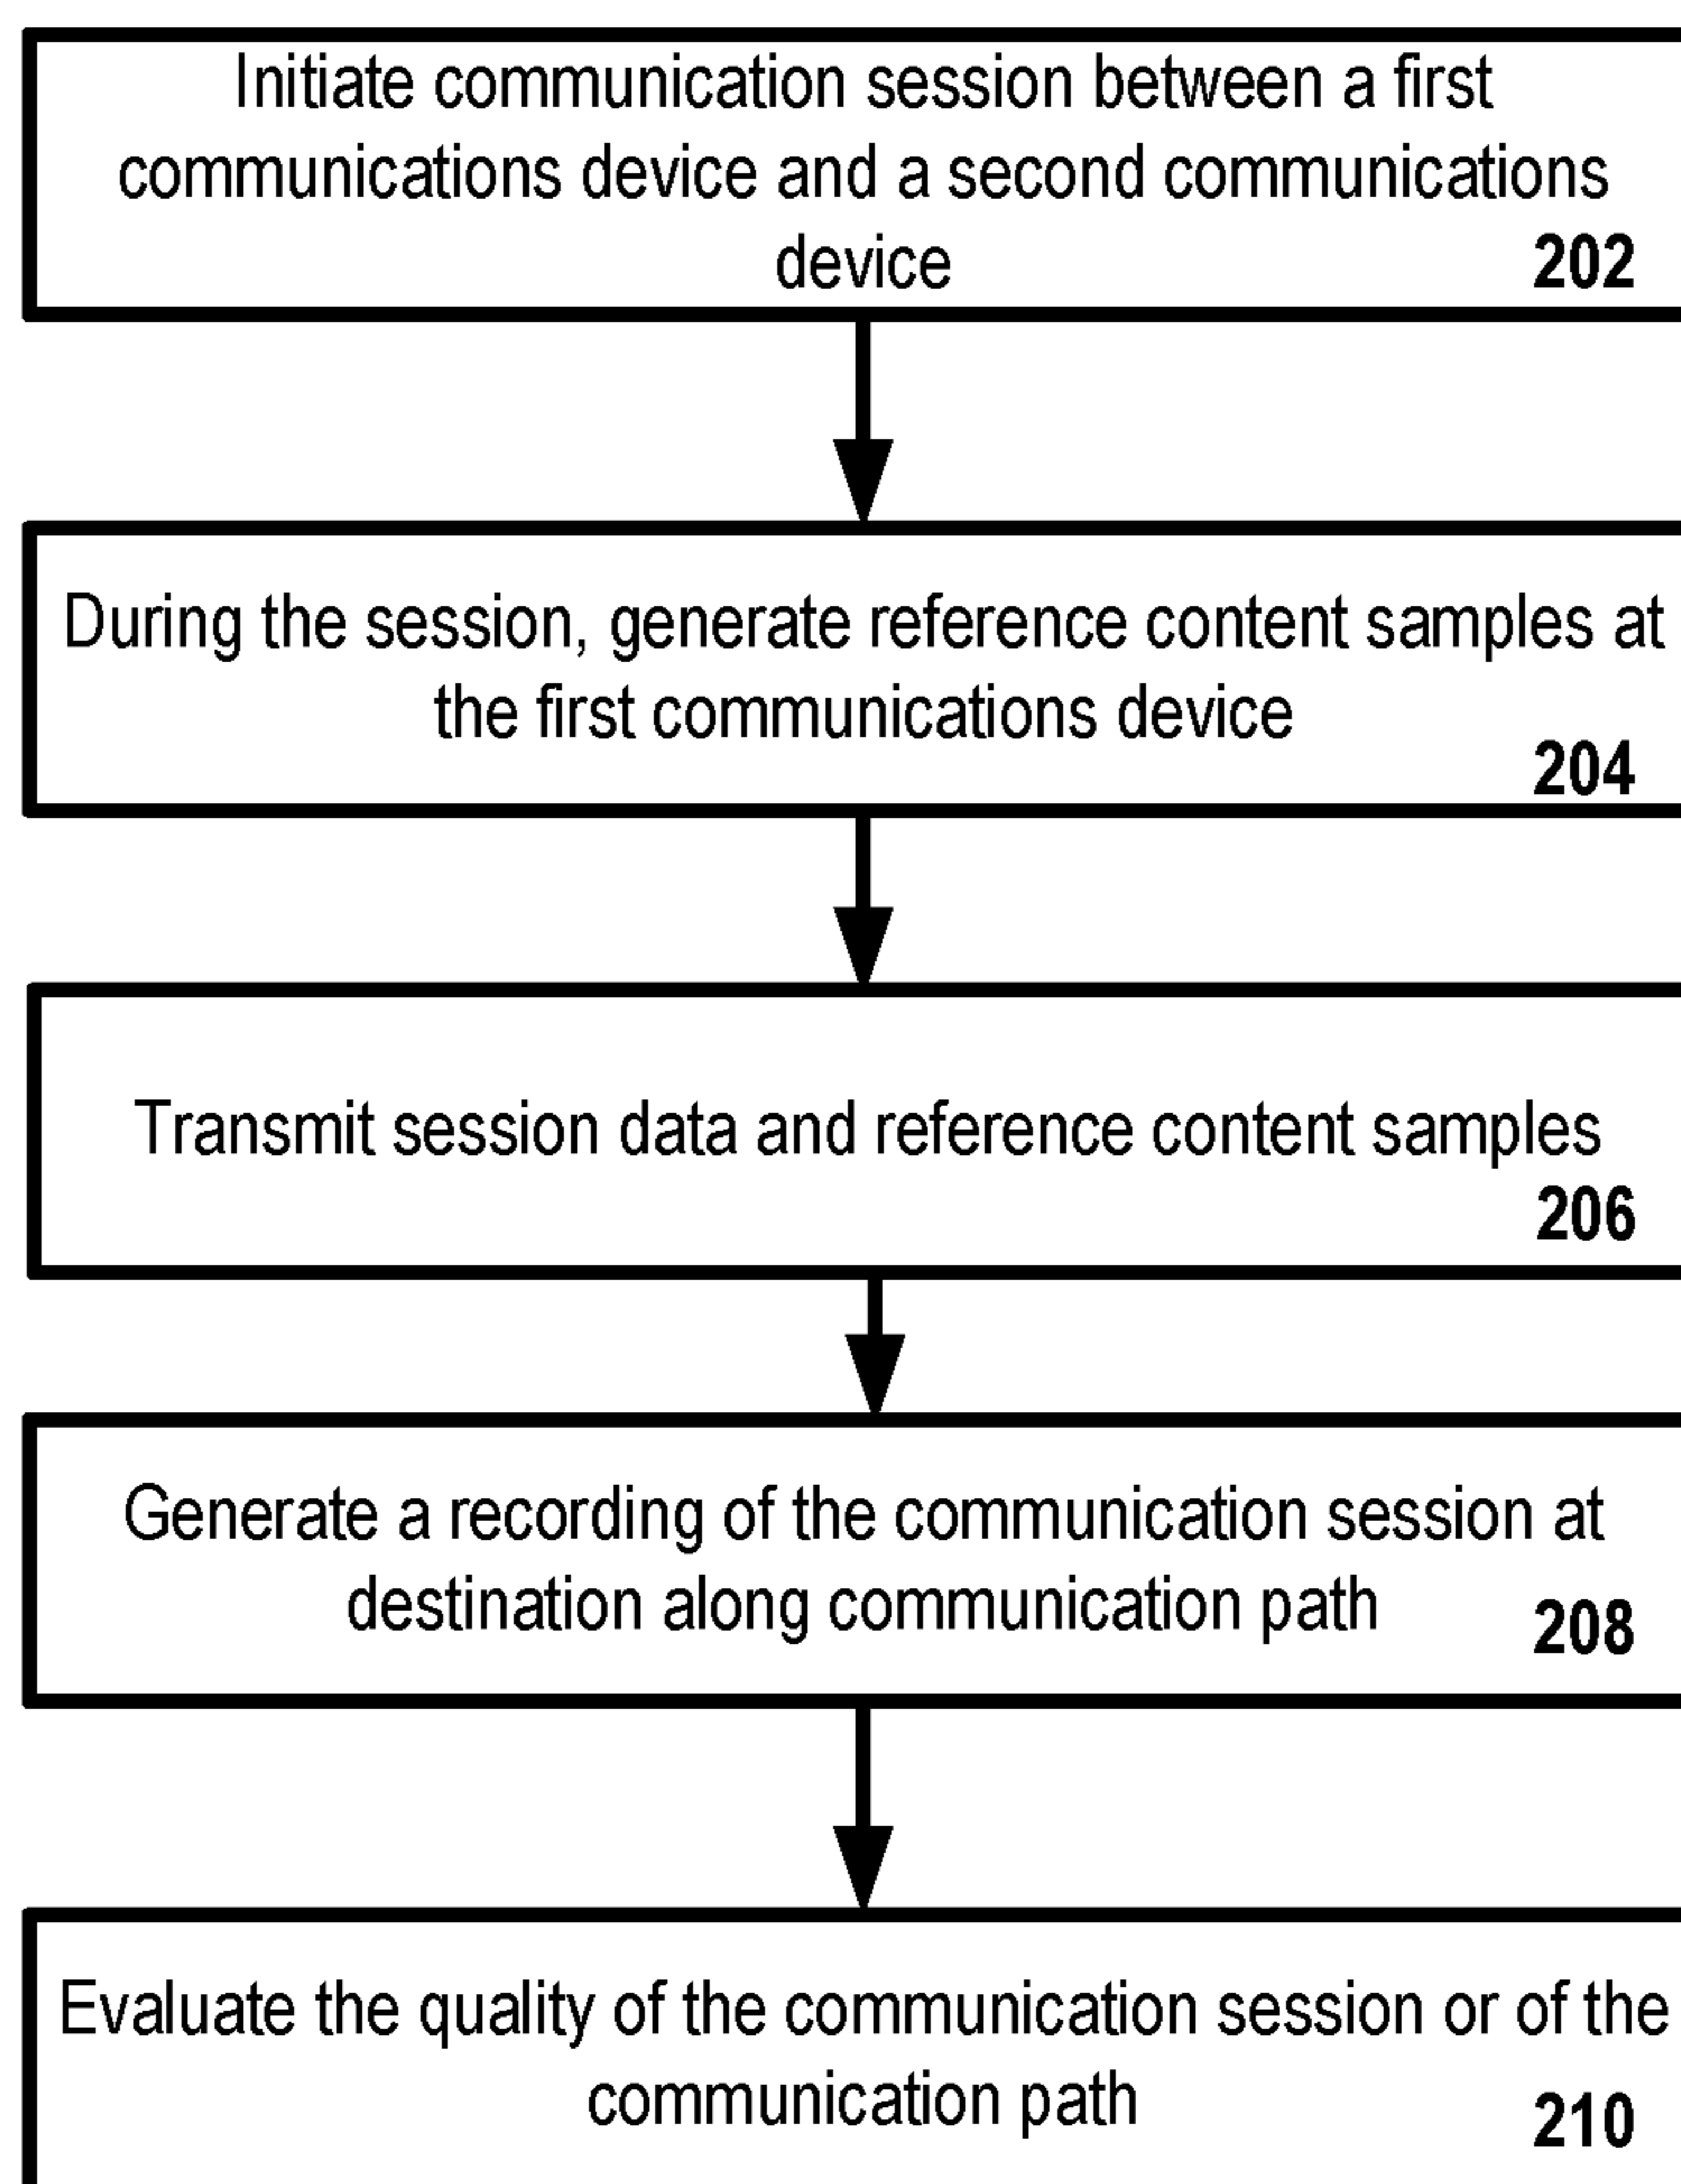 Initiate communication session between a first
communications device and a second communications
device 202
During the session, generate reference content samples at
the first communications device
204
Transmit session data and reference content samples
206
Generate a recording of the communication session at
destination along communication path 208
Evaluate the quality of the communication session or of the
communication path 210